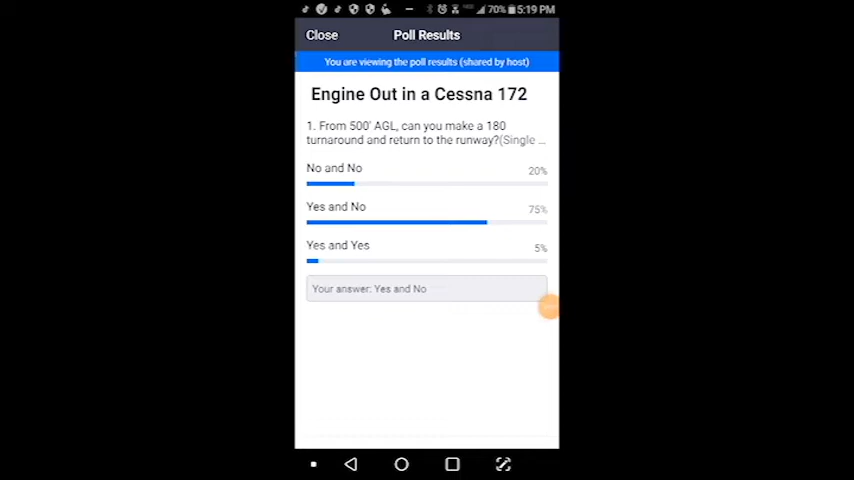 70% 5:19 PM
Close Poll Results
You are viewing the poll results (shared by host)
Engine Out in a Cessna 172
1. From 500' AGL, can you make a 180
turnaround and return to the runway?(Single ...
No and No 20%
Yes and No 75%
Yes and Yes 5%
Your answer: Yes and No